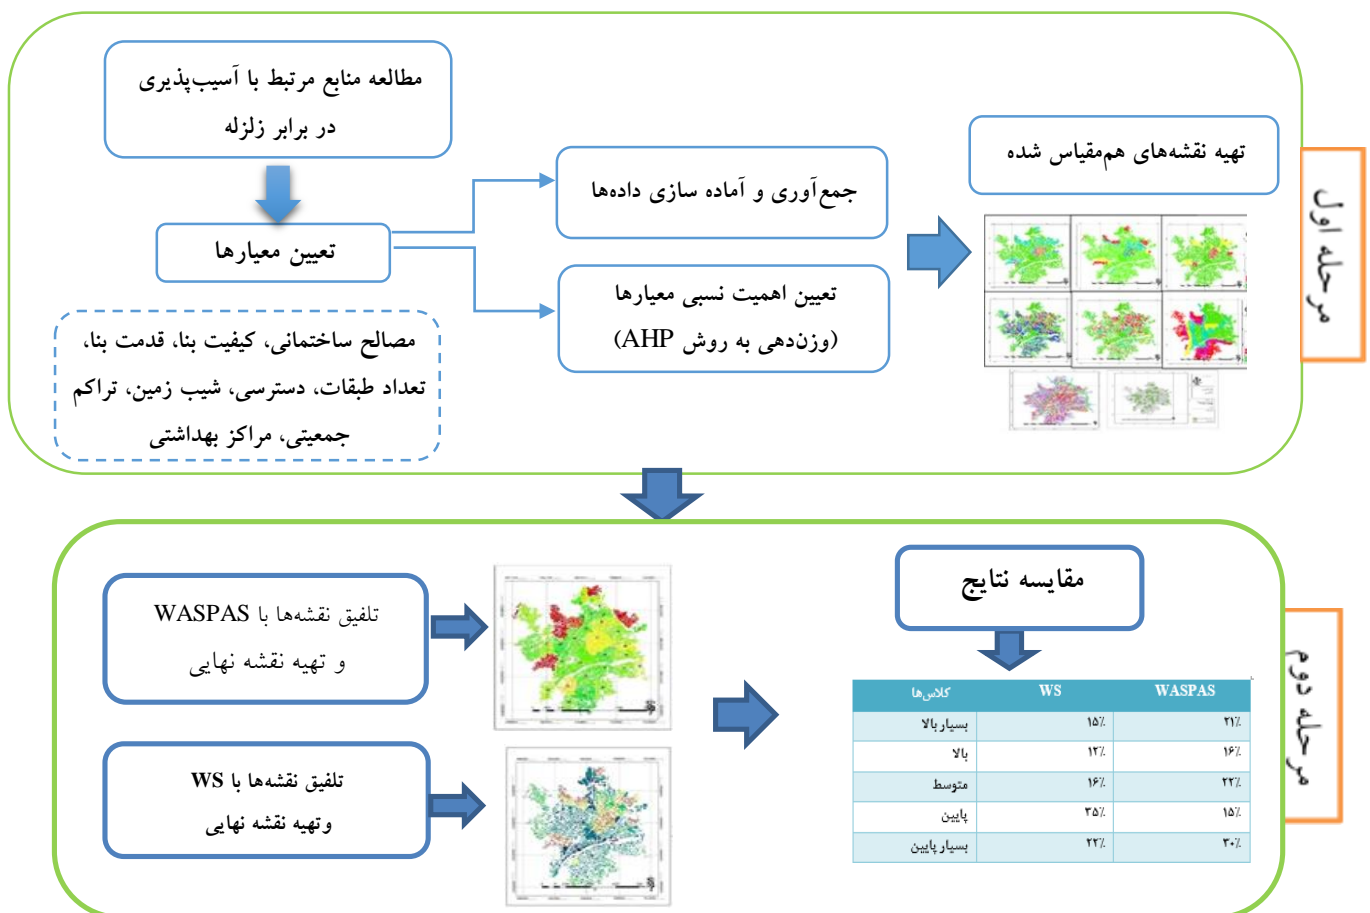 مطالعه منابع مرتبط با آسیب‌پذیری
در برابر زلزله
تعیین معیارها
مصالح ساختمانی، کیفیت بنا، قدمت بنا،
تعداد طبقات، دسترسی، شیب زمین، تراکم
جمعیتی، مراکز بهداشتی
جمع‌آوری و آماده سازی داده‌ها
تعیین اهمیت نسبی معیارها
(وزن‌دهی به روش AHP)
تهیه نقشه‌های هم‌مقیاس شده
مرحله اول
تلفیق نقشه‌ها با WASPAS
و تهیه نقشه نهایی
تلفیق نقشه‌ها با WS
وتهیه نقشه نهایی
مقایسه نتایج
کلاس‌ها WS WASPAS
بسیار بالا ۱۵٪ ۲۱٪
بالا ۱۲٪ ۱۶٪
متوسط ۱۶٪ ۲۲٪
پایین ۳۵٪ ۱۵٪
بسیار پایین ۲۲٪ ۳۰٪
مرحله دوم